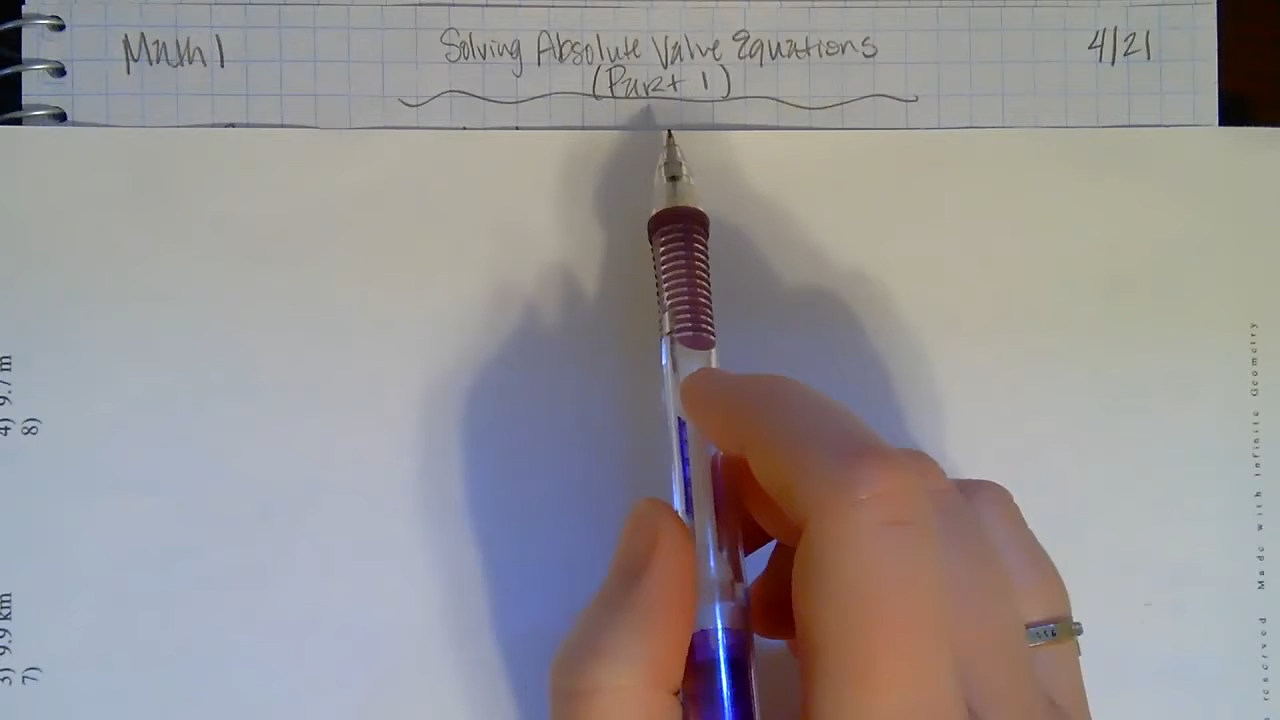 Math 1
Solving Absolute Value Equations
(Part 1)
4/21
4) 9.7 m
8)
3) 9.9 km
7)
reserved. Made with Infinite Geometry